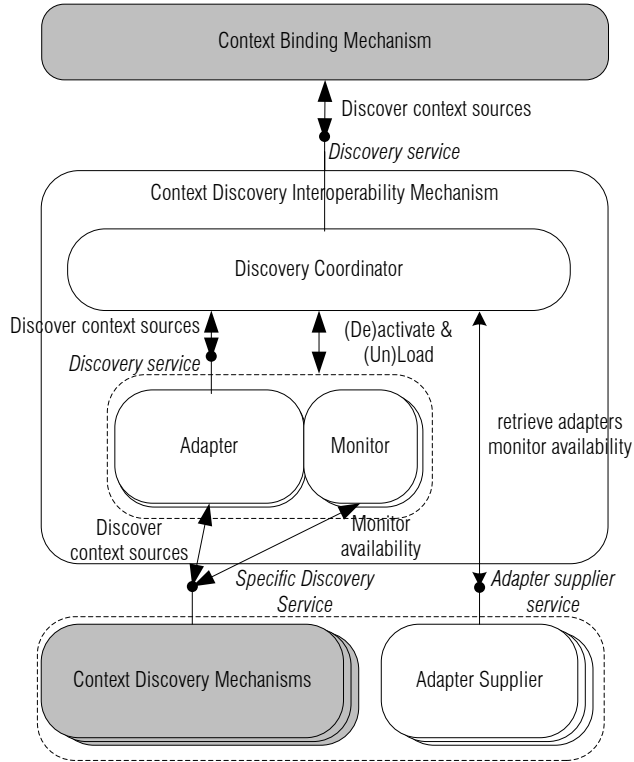 Context Binding Mechanism
Discover context sources
Discovery service
Context Discovery Interoperability Mechanism
Discovery Coordinator
Discover context sources
(De)activate &
(Un)Load
Discovery service
Adapter
Monitor
retrieve adapters
monitor availability
Discover
context sources
Monitor
availability
Specific Discovery
Service
Adapter supplier
service
Context Discovery Mechanisms
Adapter Supplier